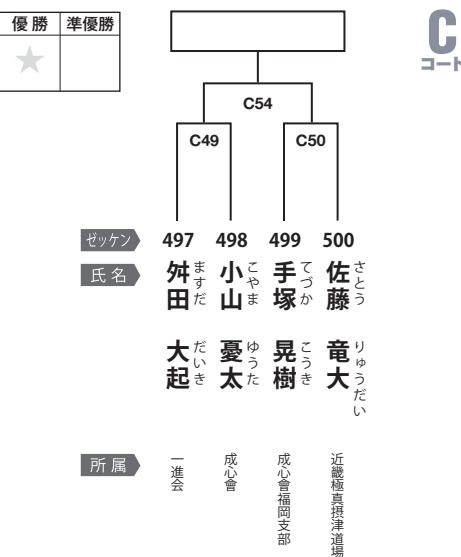 優勝 準優勝
★
C
コート
C54
C49 C50
ゼッケン 497 498 499 500
氏名
舛田 大起 ますだ だいき
小山 憂太 こやま ゆうた
手塚 晃樹 てづか こうき
佐藤 竜大 さとう りゅうだい
所属
一進会
成心會
成心會福岡支部
近畿極真摂津道場